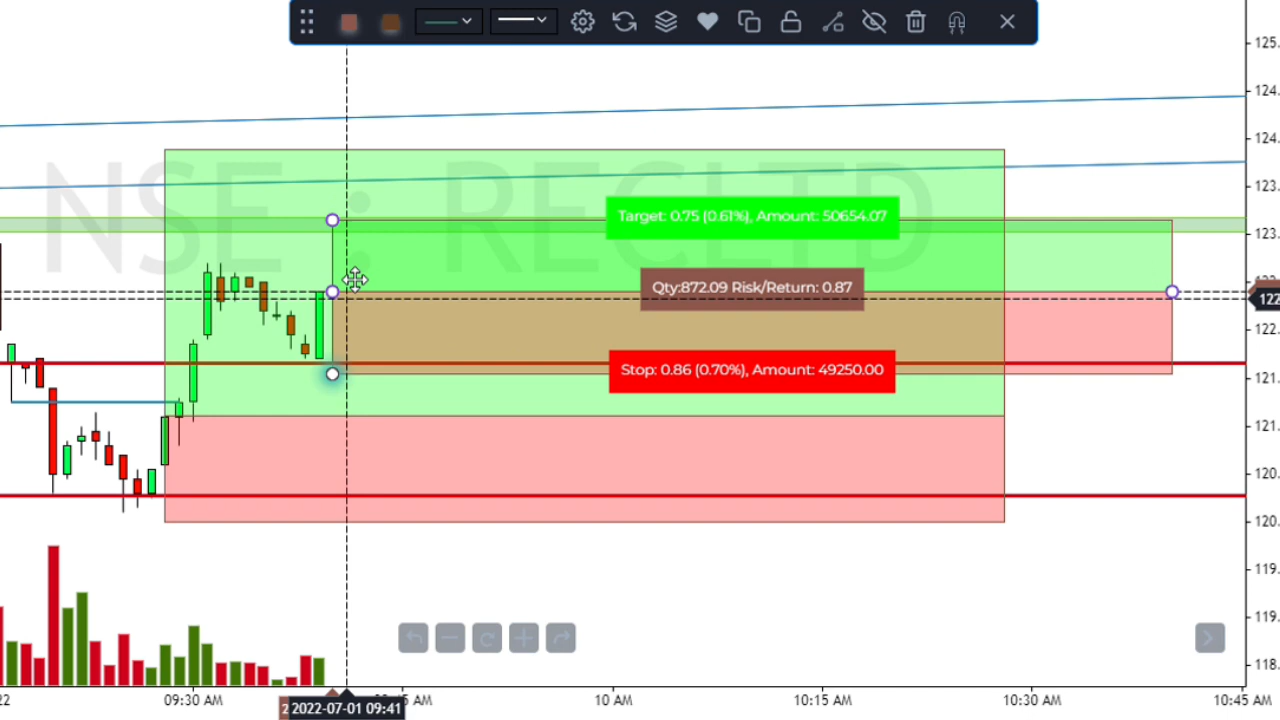 NSE : RECLTD
Target: 0.75 (0.61%), Amount: 50654.07
Qty:872.09 Risk/Return: 0.87
Stop: 0.86 (0.70%), Amount: 49250.00
125.
124.
124.
123.
123.
122
122.
121.
121.
120.
120.
119.
119.
118.
22
09:30 AM
2022-07-01 09:41
AM
10 AM
10:15 AM
10:30 AM
10:45 AM